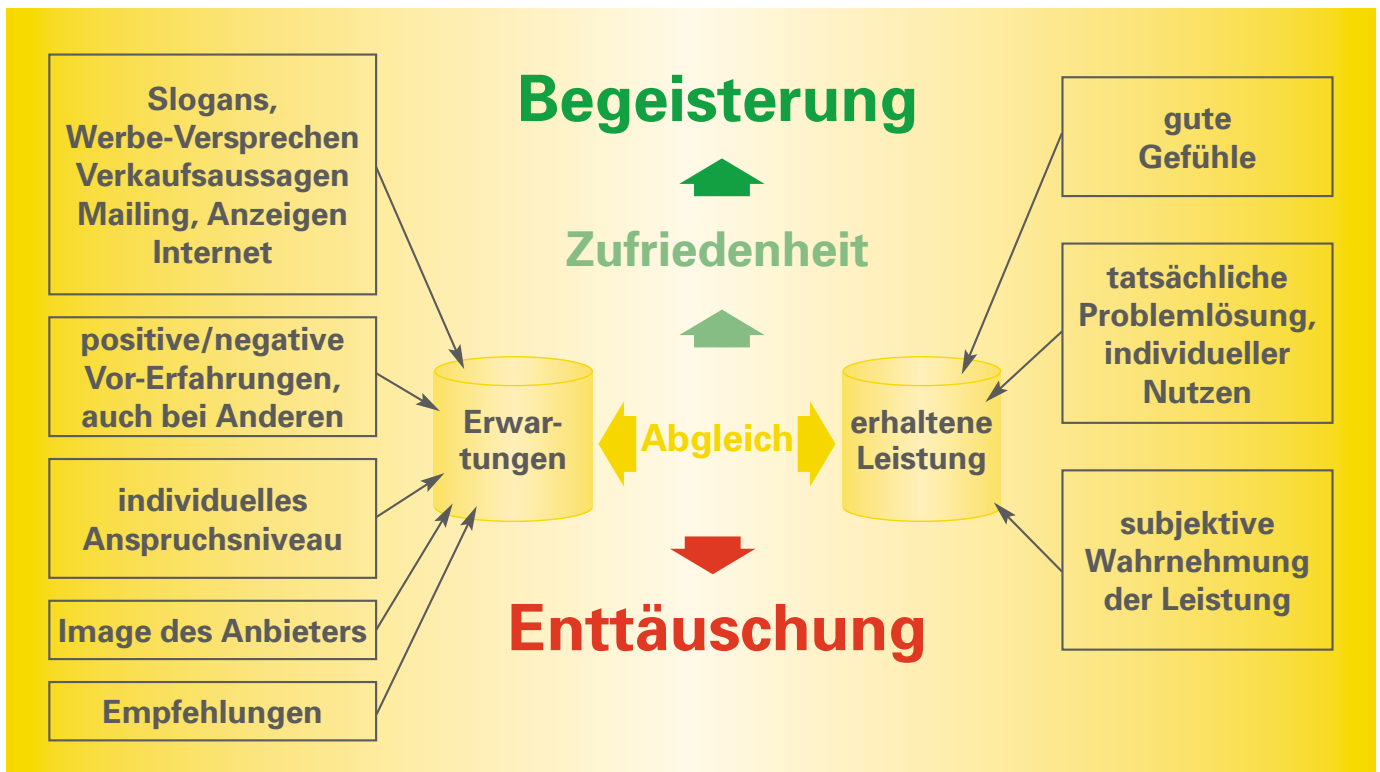 Slogans,
Werbe-Versprechen
Verkaufsaussagen
Mailing, Anzeigen
Internet
positive/negative
Vor-Erfahrungen,
auch bei Anderen
individuelles
Anspruchsniveau
Image des Anbieters
Empfehlungen
Erwar-
tungen
Begeisterung
Zufriedenheit
Abgleich
Enttäuschung
erhaltene
Leistung
gute
Gefühle
tatsächliche
Problemlösung,
individueller
Nutzen
subjektive
Wahrnehmung
der Leistung